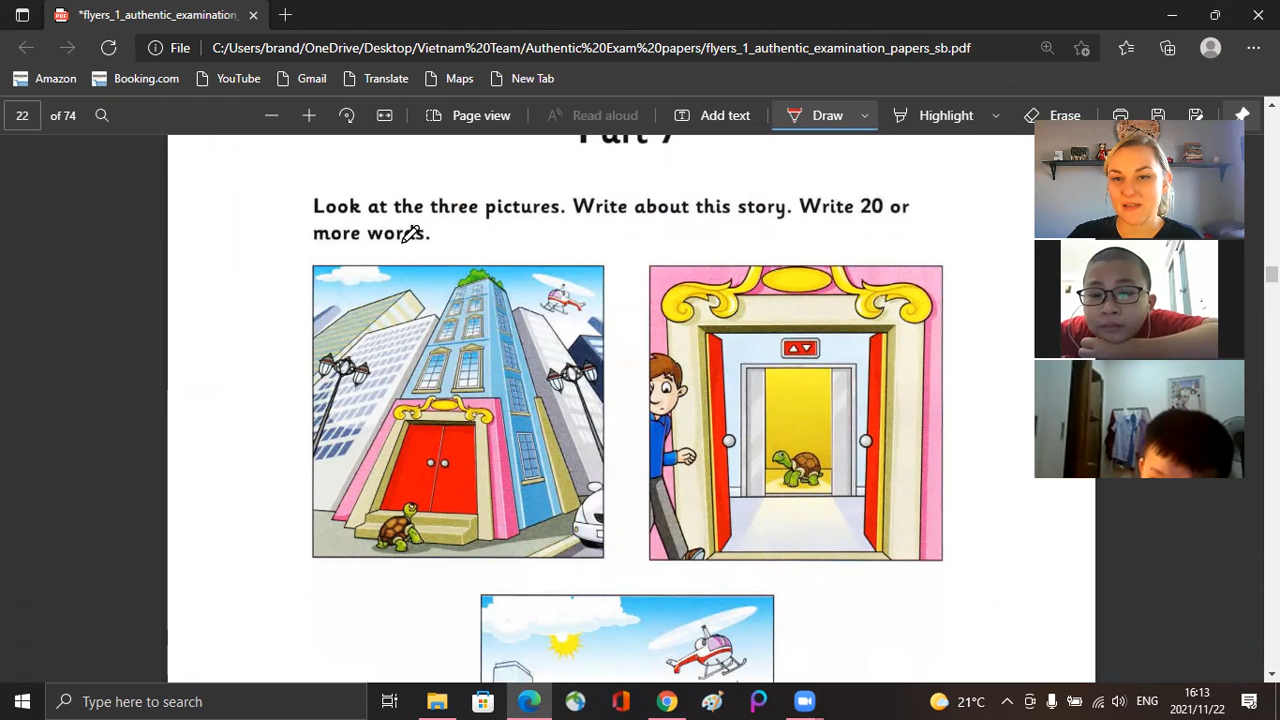 *flyers_1_authentic_examination_
File
C:/Users/brand/OneDrive/Desktop/Vietnam%20Team/Authentic%20Exam%20papers/flyers_1_authentic_examination_papers_sb.pdf
Amazon
Booking.com
YouTube
Gmail
Translate
Maps
New Tab
22 of 74
Page view
Read aloud
Add text
Draw
Highlight
Erase
Part 7
Look at the three pictures. Write about this story. Write 20 or
more words.
Type here to search
21°C
ENG
16:13
2021/11/22